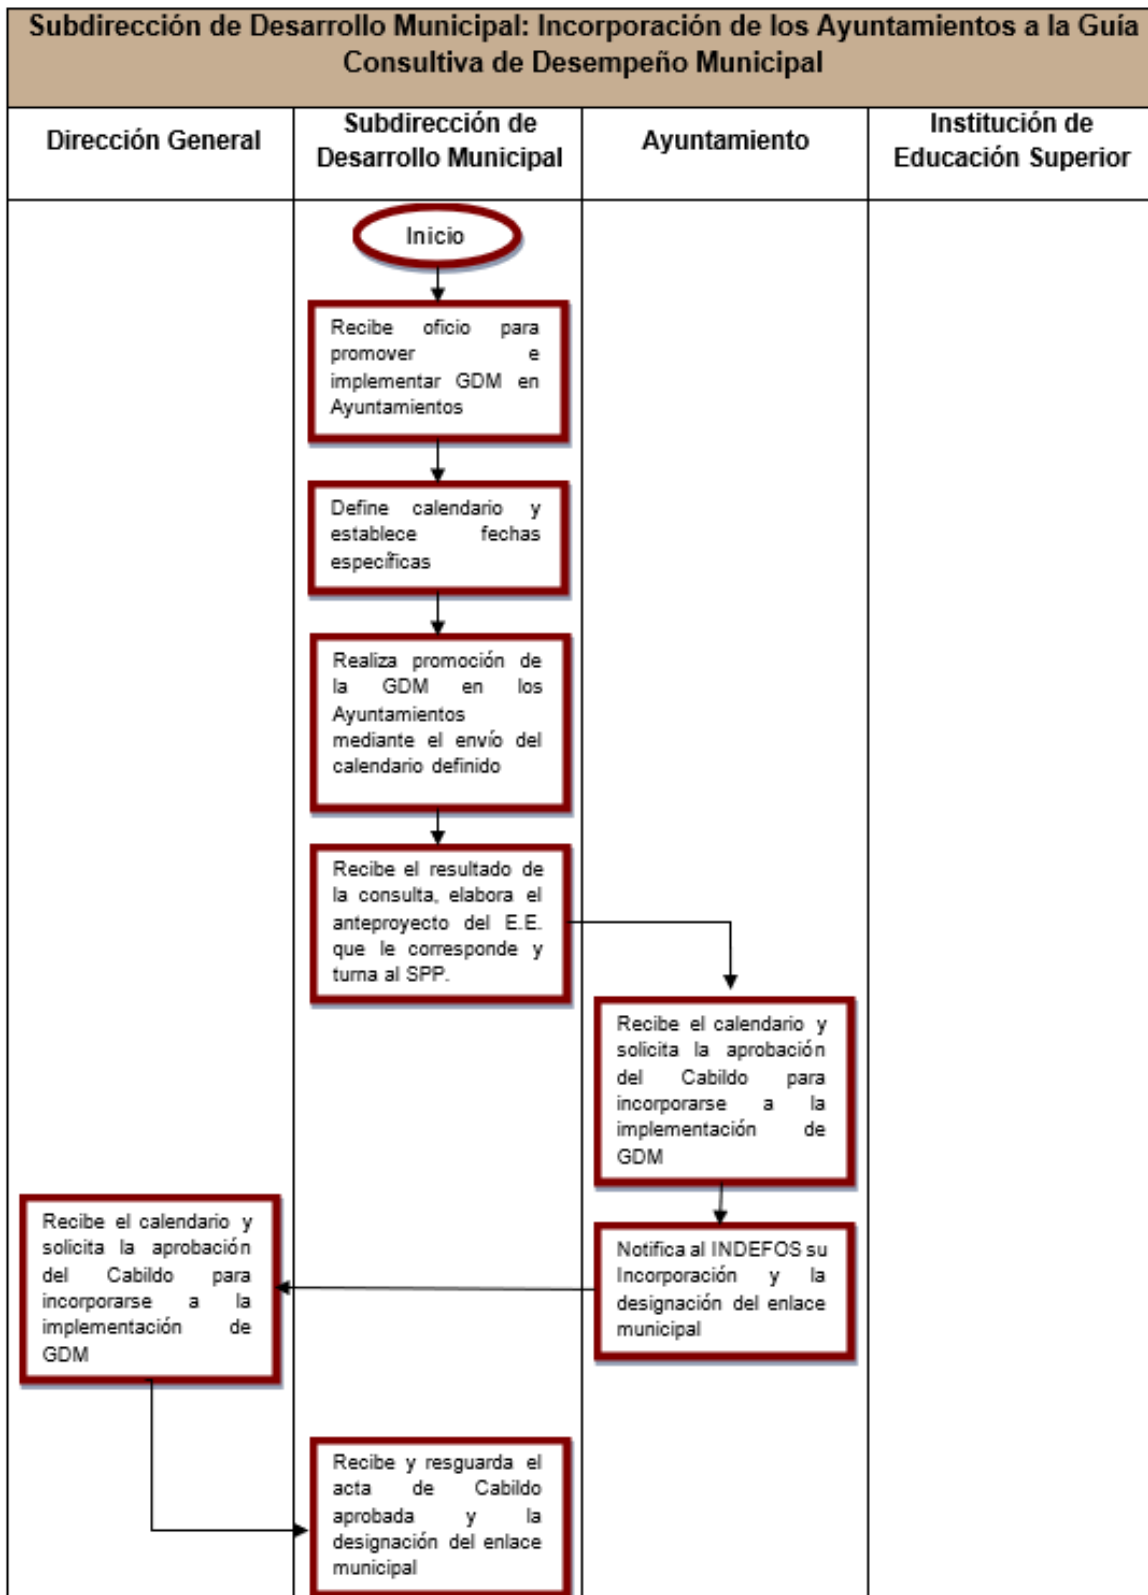 Subdirección de Desarrollo Municipal: Incorporación de los Ayuntamientos a la Guía
Consultiva de Desempeño Municipal
Dirección General
Subdirección de
Desarrollo Municipal
Ayuntamiento
Institución de
Educación Superior
Inicio
Recibe oficio para
promover e
implementar GDM en
Ayuntamientos
Define calendario y
establece fechas
específicas
Realiza promoción de
la GDM en los
Ayuntamientos
mediante el envío del
calendario definido
Recibe el resultado de
la consulta, elabora el
anteproyecto del E.E.
que le corresponde y
turna al SPP.
Recibe el calendario y
solicita la aprobación
del Cabildo para
incorporarse a la
implementación de
GDM
Notifica al INDEFOS su
Incorporación y la
designación del enlace
municipal
Recibe el calendario y
solicita la aprobación
del Cabildo para
incorporarse a la
implementación de
GDM
Recibe y resguarda el
acta de Cabildo
aprobada y la
designación del enlace
municipal